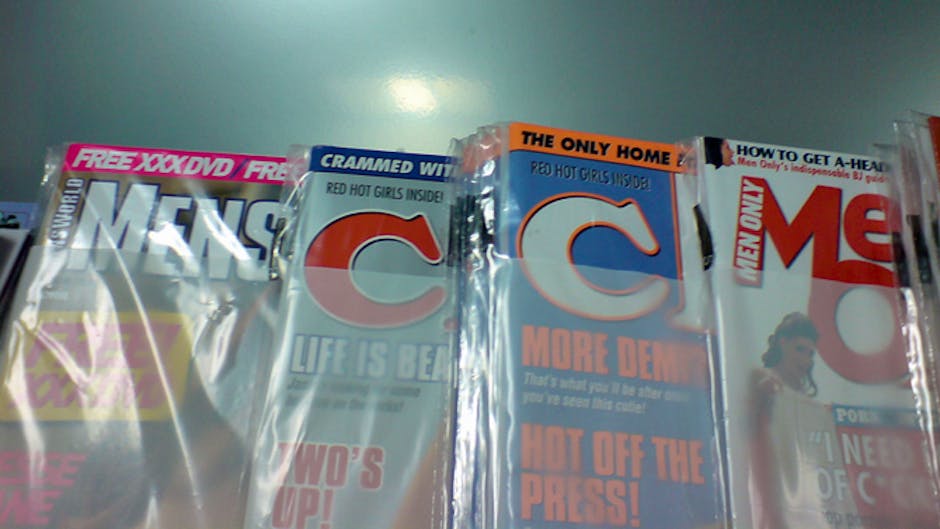 FREE XXX DVD / FRE
MENS
WORLD
FREE
CRAMMED WIT
RED HOT GIRLS INSIDE!
C
LIFE IS BEA
TWO'S
UP!
THE ONLY HOME
RED HOT GIRLS INSIDE!
C
MORE DEM
That's what you'll be after
you've seen this cutie!
HOT OFF THE
PRESS!
HOW TO GET A-HEAD
Men Only's indispensable BJ guide
MEN ONLY
Me
PORN
"I NEED
OF C*CK